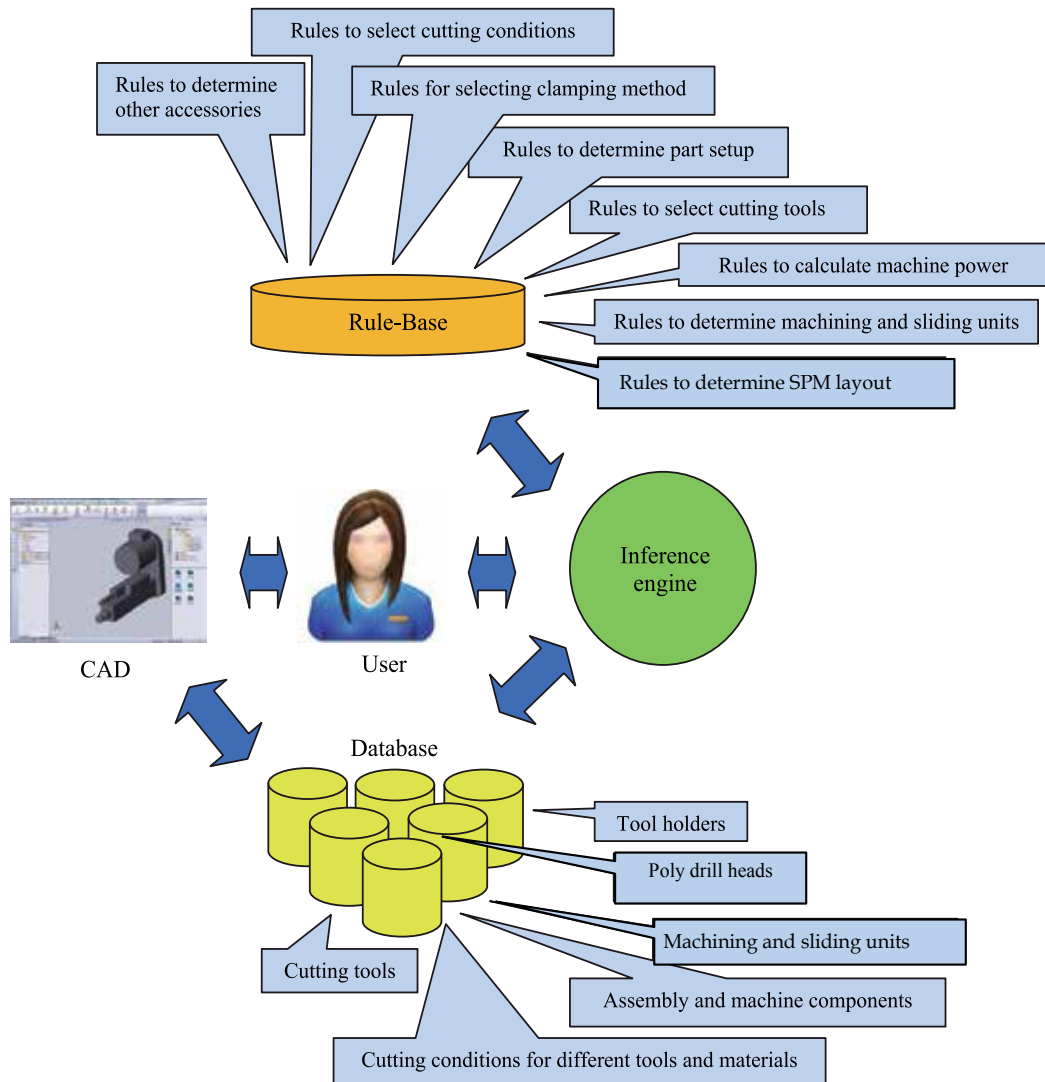 Rules to select cutting conditions
Rules to determine
other accessories
Rules for selecting clamping method
Rules to determine part setup
Rules to select cutting tools
Rules to calculate machine power
Rule-Base
Rules to determine machining and sliding units
Rules to determine SPM layout
Inference
engine
CAD
User
Database
Tool holders
Poly drill heads
Machining and sliding units
Cutting tools
Assembly and machine components
Cutting conditions for different tools and materials